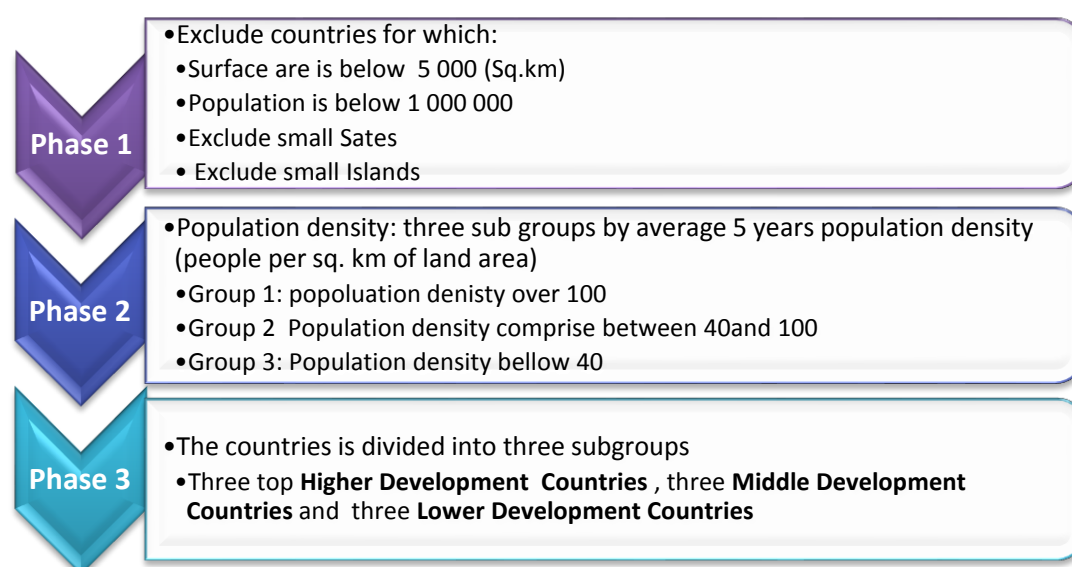 Phase 1
•Exclude countries for which:
•Surface are is below 5 000 (Sq.km)
•Population is below 1 000 000
•Exclude small Sates
• Exclude small Islands
Phase 2
•Population density: three sub groups by average 5 years population density
(people per sq. km of land area)
•Group 1: popoluation denisty over 100
•Group 2 Population density comprise between 40and 100
•Group 3: Population density bellow 40
Phase 3
•The countries is divided into three subgroups
•Three top Higher Development Countries , three Middle Development
Countries and three Lower Development Countries